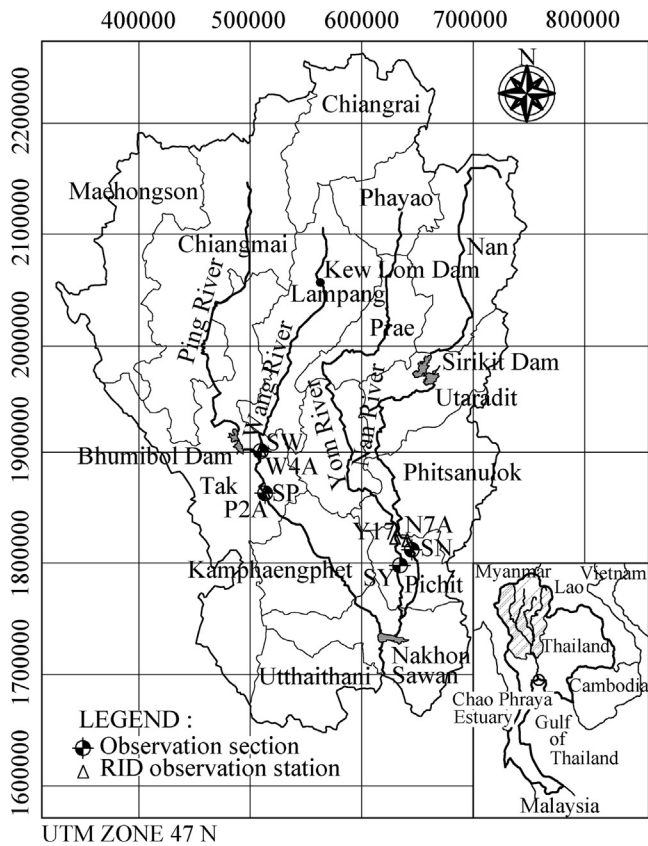 400000 500000 600000 700000 800000
2200000
2100000
2000000
1900000
1800000
1700000
1600000
N
Chiangrai
Maehongson
Phayao
Chiangmai
Nan
Kew Lom Dam
Lampang
Ping River
Wang River
Prae
Sirikit Dam
Utaradit
Yom River
Nan River
SW
Bhumibol Dam
W4A
Phitsanulok
Tak
SP
P2A
Y17
N7A
SN
Kamphaengphet
SY
Pichit
Nakhon
Sawan
Utthaithani
Myanmar
Lao
Vietnam
Thailand
Cambodia
Chao Phraya
Estuary
Gulf
of
Thailand
Malaysia
LEGEND :
Observation section
RID observation station
UTM ZONE 47 N